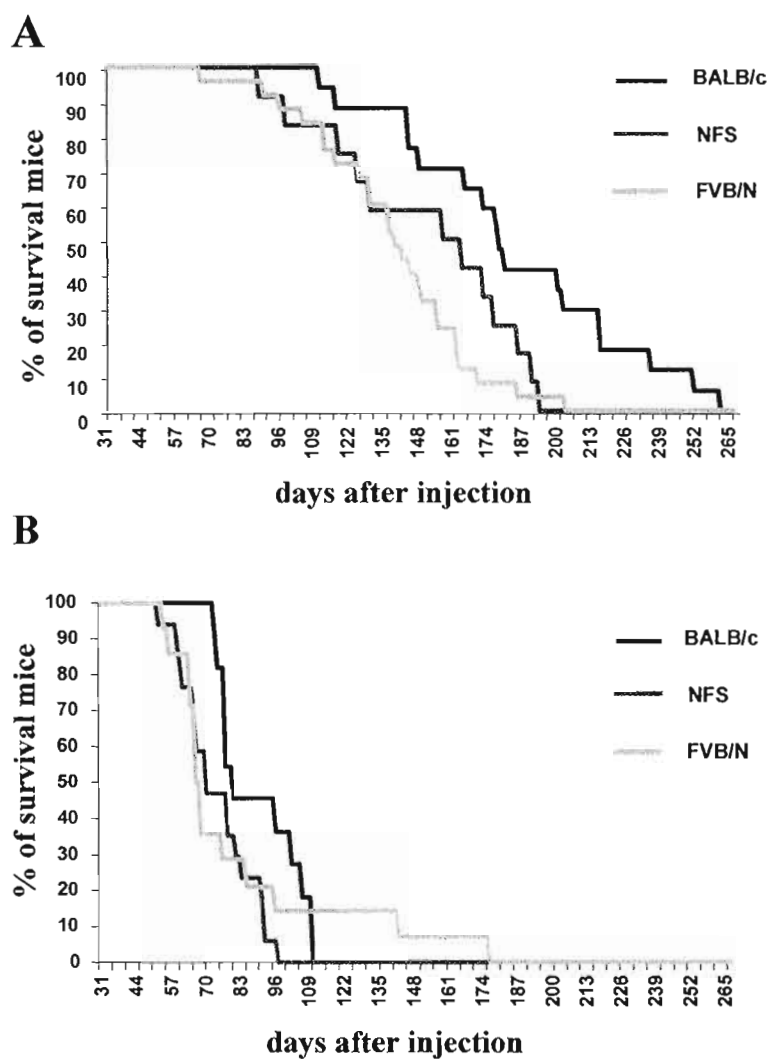 A
100
90
80
70
60
50
40
30
20
10
0
% of survival mice
BALB/c
NFS
FVB/N
31 44 57 70 83 96 109 122 135 148 161 174 187 200 213 226 239 252 265
days after injection
B
100
90
80
70
60
50
40
30
20
10
0
% of survival mice
BALB/c
NFS
FVB/N
31 44 57 70 83 96 109 122 135 148 161 174 187 200 213 226 239 252 265
days after injection